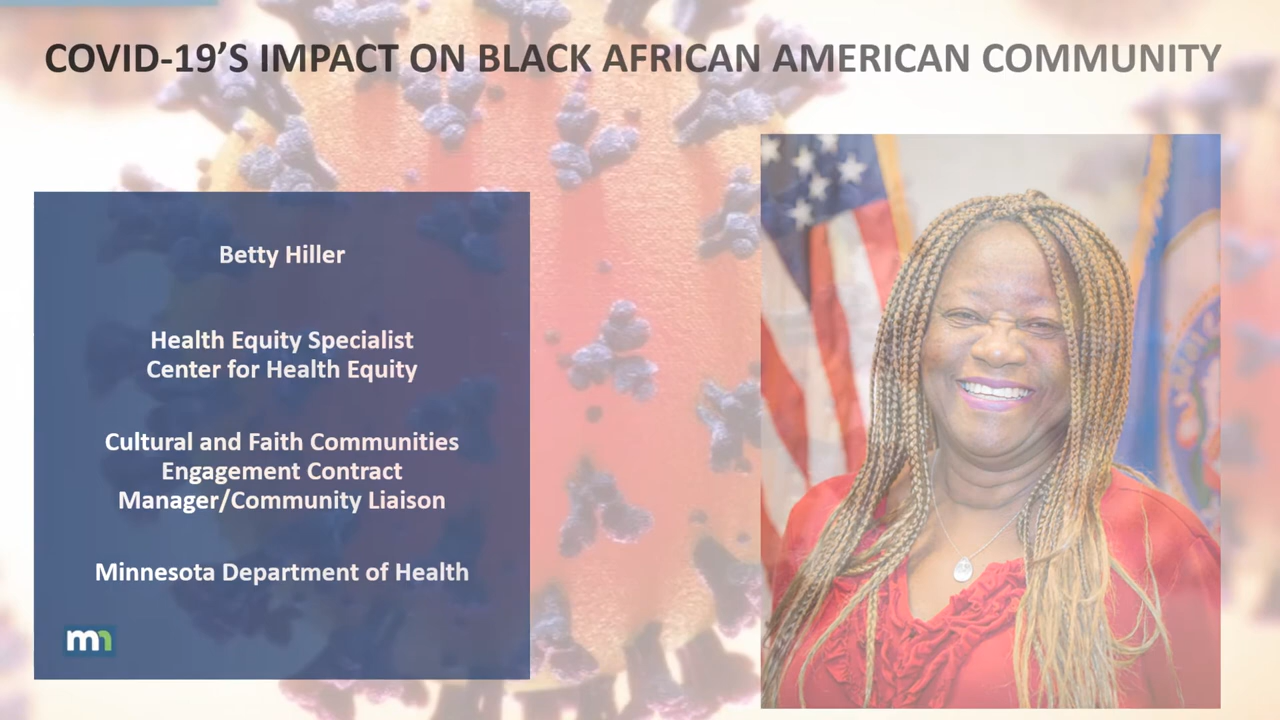 COVID-19’S IMPACT ON BLACK AFRICAN AMERICAN COMMUNITY
Betty Hiller
Health Equity Specialist
Center for Health Equity
Cultural and Faith Communities
Engagement Contract
Manager/Community Liaison
Minnesota Department of Health
mn